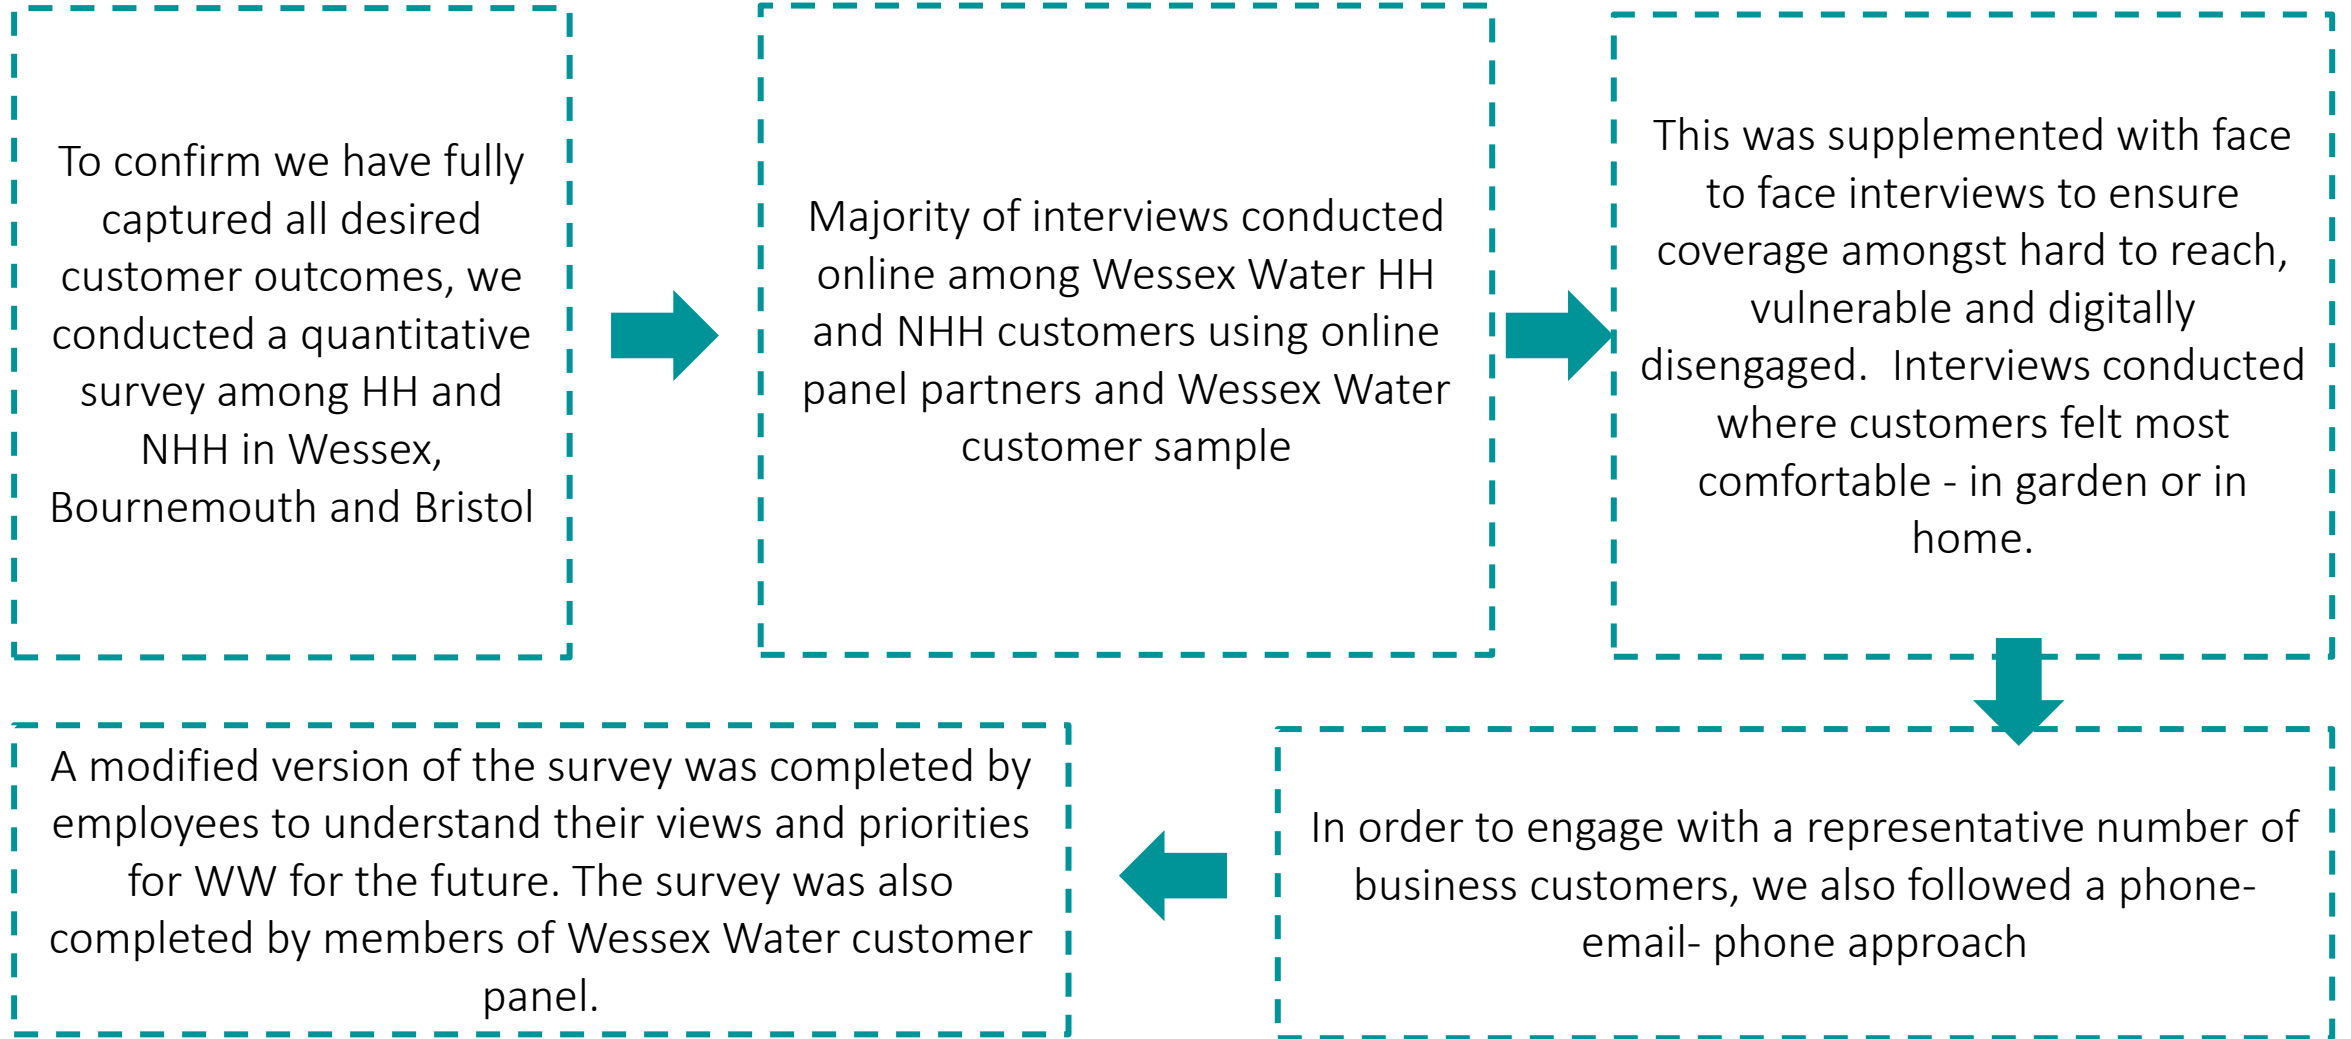 To confirm we have fully
captured all desired
customer outcomes, we
conducted a quantitative
survey among HH and
NHH in Wessex,
Bournemouth and Bristol
Majority of interviews conducted
online among Wessex Water HH
and NHH customers using online
panel partners and Wessex Water
customer sample
This was supplemented with face
to face interviews to ensure
coverage amongst hard to reach,
vulnerable and digitally
disengaged.  Interviews conducted
where customers felt most
comfortable - in garden or in
home.
In order to engage with a representative number of
business customers, we also followed a phone-
email- phone approach
A modified version of the survey was completed by
employees to understand their views and priorities
for WW for the future. The survey was also
completed by members of Wessex Water customer
panel.